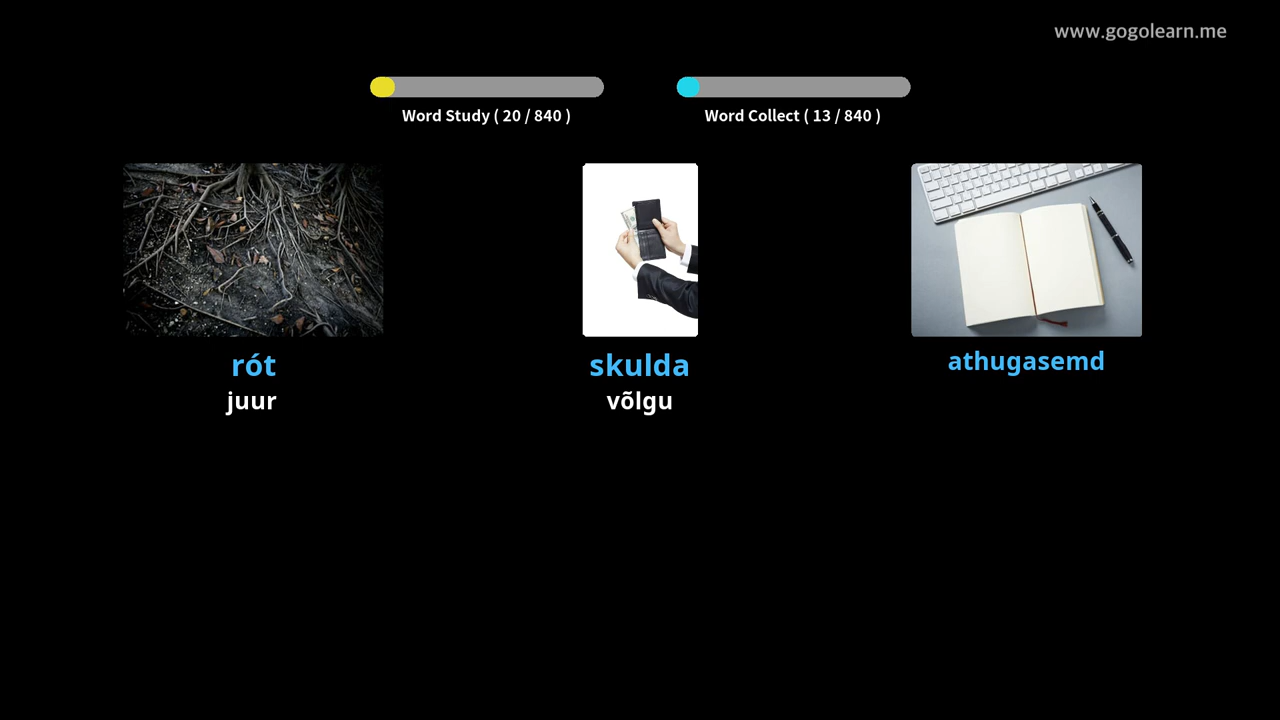 www.gogolearn.me
Word Study ( 20 / 840 )
Word Collect ( 13 / 840 )
rót
juur
skulda
võlgu
athugasemd